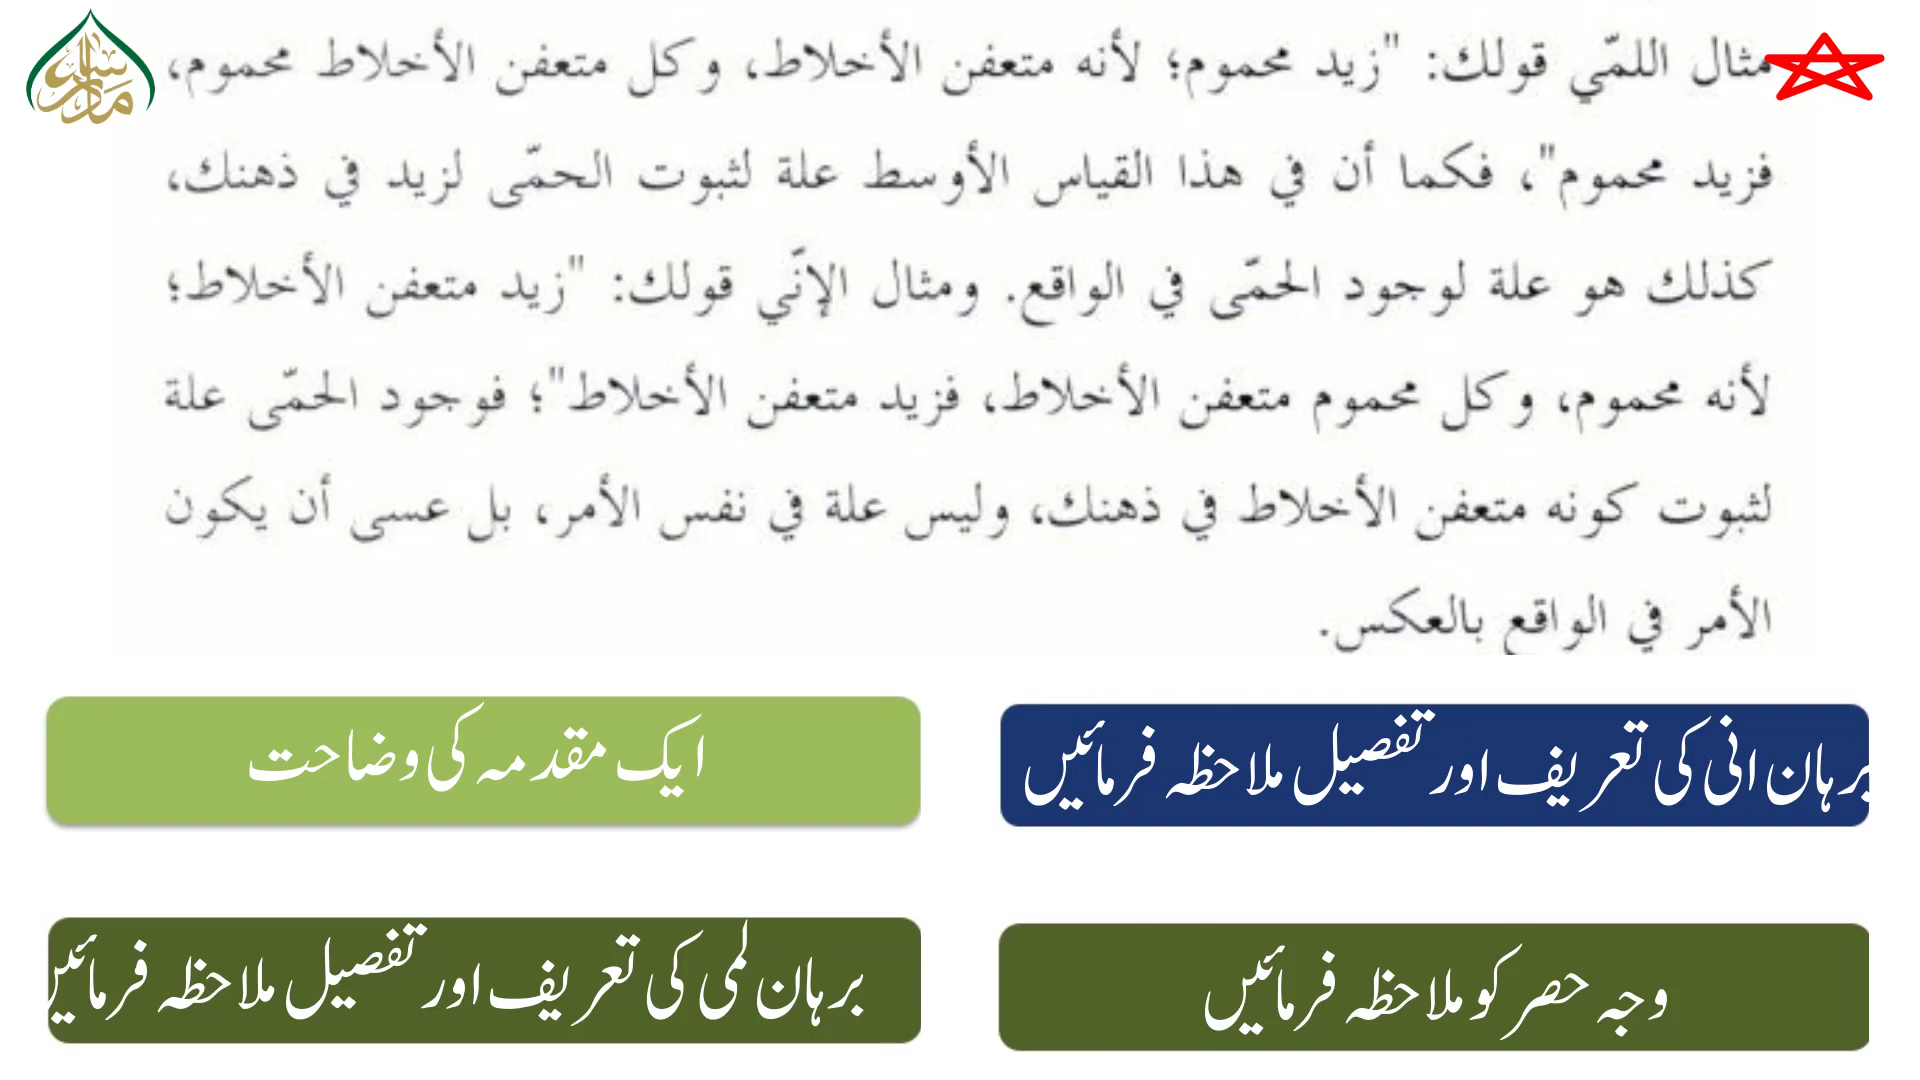 مثال اللمّي قولك: "زيد محموم؛ لأنه متعفن الأخلاط، وكل متعفن الأخلاط محموم،
فزيد محموم"، فكما أن في هذا القياس الأوسط علة لثبوت الحمّى لزيد في ذهنك،
كذلك هو علة لوجود الحمّى في الواقع. ومثال الإنّي قولك: "زيد متعفن الأخلاط؛
لأنه محموم، وكل محموم متعفن الأخلاط، فزيد متعفن الأخلاط"؛ فوجود الحمّى علة
لثبوت كونه متعفن الأخلاط في ذهنك، وليس علة في نفس الأمر، بل عسى أن يكون
الأمر في الواقع بالعكس.
برہان انی کی تعریف اور تفصیل ملاحظہ فرمائیں
ایک مقدمہ کی وضاحت
وجہ حصر کو ملاحظہ فرمائیں
برہان لمی کی تعریف اور تفصیل ملاحظہ فرمائیں